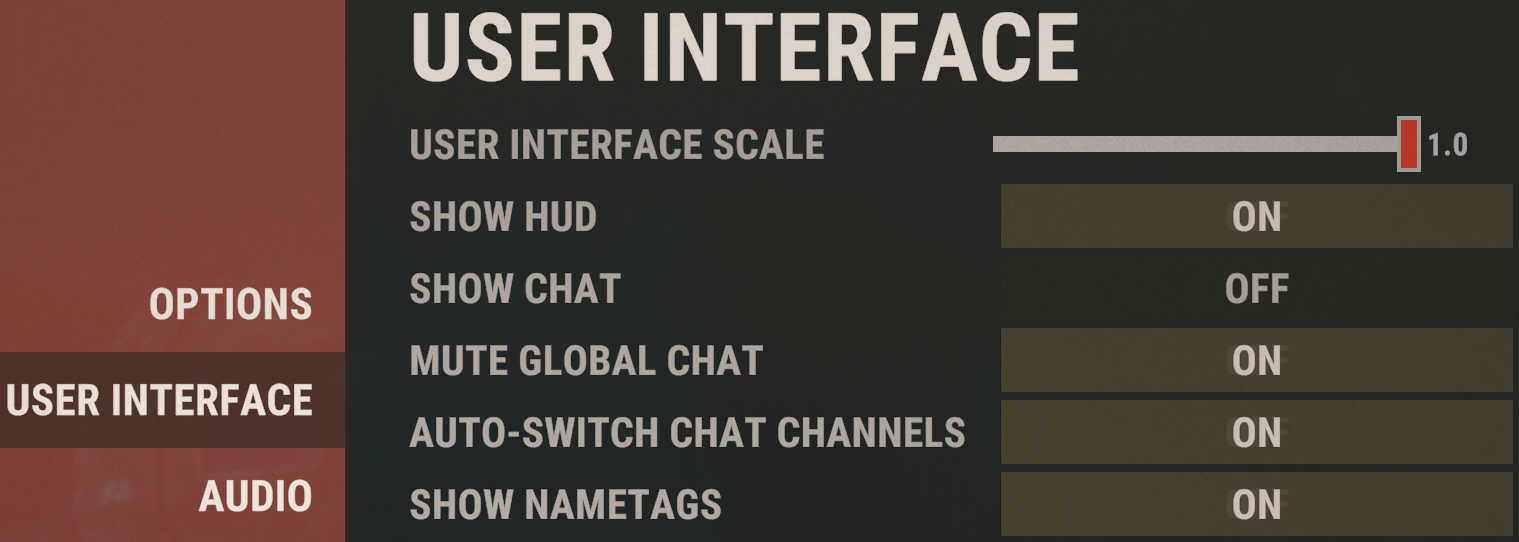 OPTIONS
USER INTERFACE
AUDIO
USER INTERFACE
USER INTERFACE SCALE 1.0
SHOW HUD ON
SHOW CHAT OFF
MUTE GLOBAL CHAT ON
AUTO-SWITCH CHAT CHANNELS ON
SHOW NAMETAGS ON